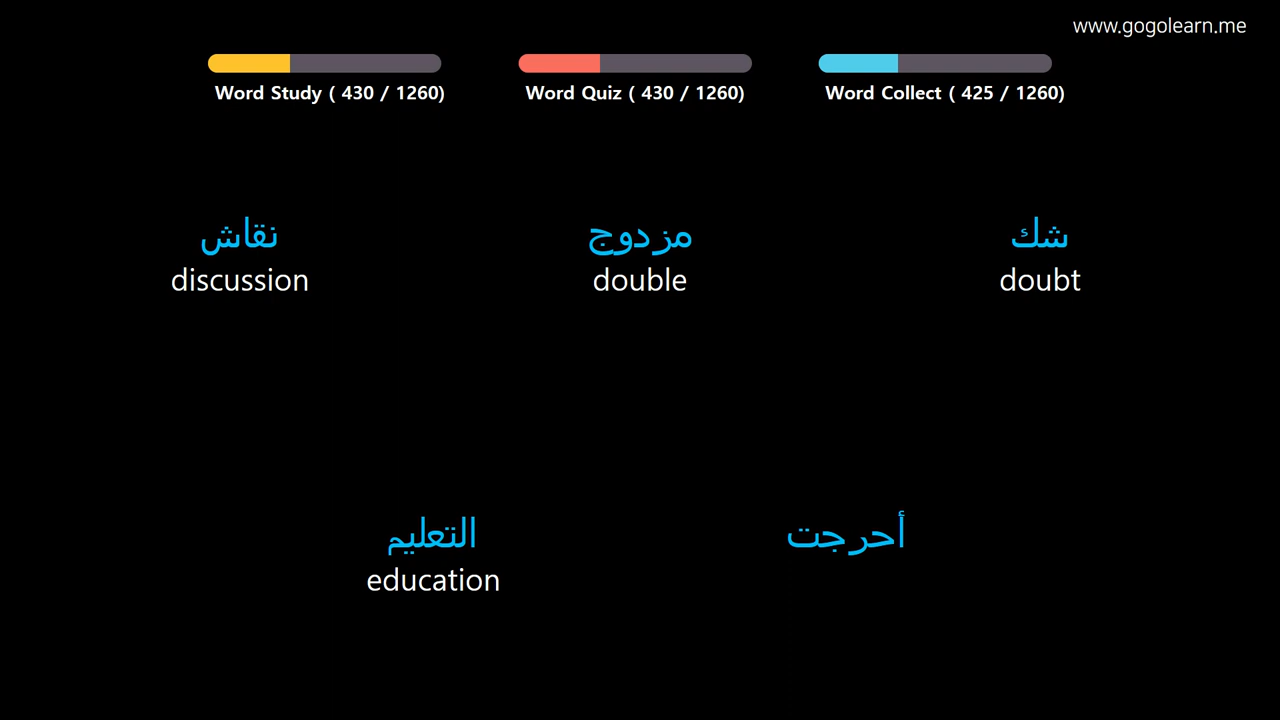 www.gogolearn.me
Word Study ( 430 / 1260)
Word Quiz ( 430 / 1260)
Word Collect ( 425 / 1260)
نقاش
discussion
مزدوج
double
شك
doubt
التعليم
education
أحرجت